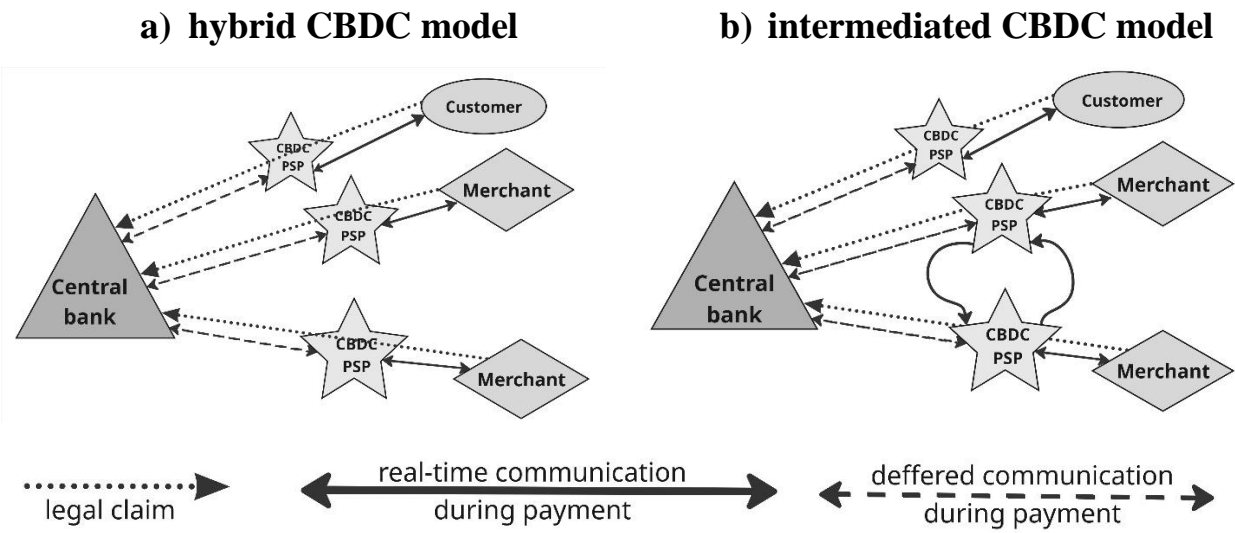 a) hybrid CBDC model
b) intermediated CBDC model
Customer
CBDC
PSP
Merchant
CBDC
PSP
Central
bank
CBDC
PSP
Merchant
Customer
CBDC
PSP
Merchant
CBDC
PSP
Central
bank
CBDC
PSP
Merchant
legal claim
real-time communication
during payment
deffered communication
during payment